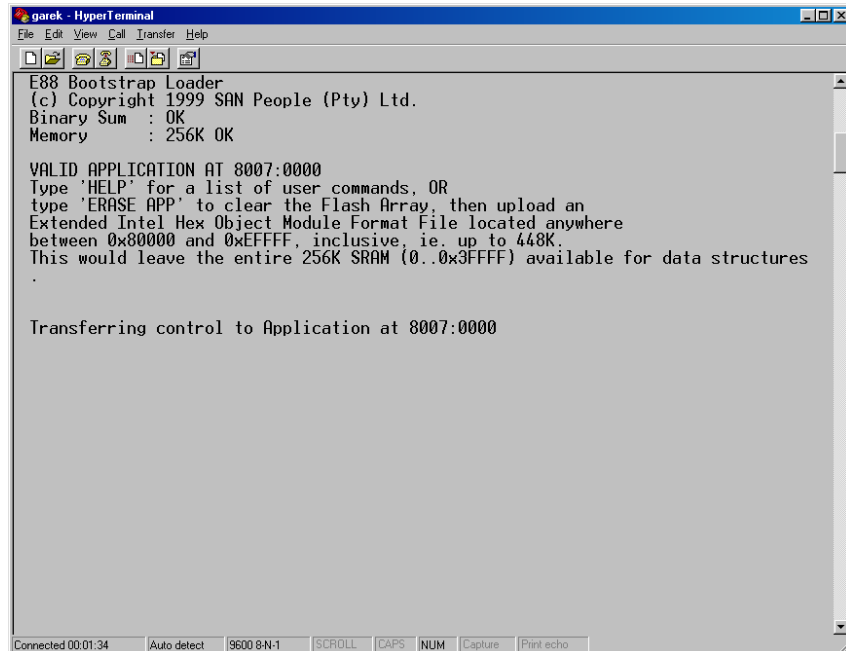 garek - HyperTerminal
File Edit View Call Transfer Help
E88 Bootstrap Loader
(c) Copyright 1999 SAN People (Pty) Ltd.
Binary Sum : OK
Memory : 256K OK
VALID APPLICATION AT 8007:0000
Type 'HELP' for a list of user commands, OR
type 'ERASE APP' to clear the Flash Array, then upload an
Extended Intel Hex Object Module Format File located anywhere
between 0x80000 and 0xEFFFF, inclusive, ie. up to 448K.
This would leave the entire 256K SRAM (0..0x3FFFF) available for data structures
.
Transferring control to Application at 8007:0000
Connected 00:01:34 Auto detect 9600 8-N-1 SCROLL CAPS NUM Capture Print echo